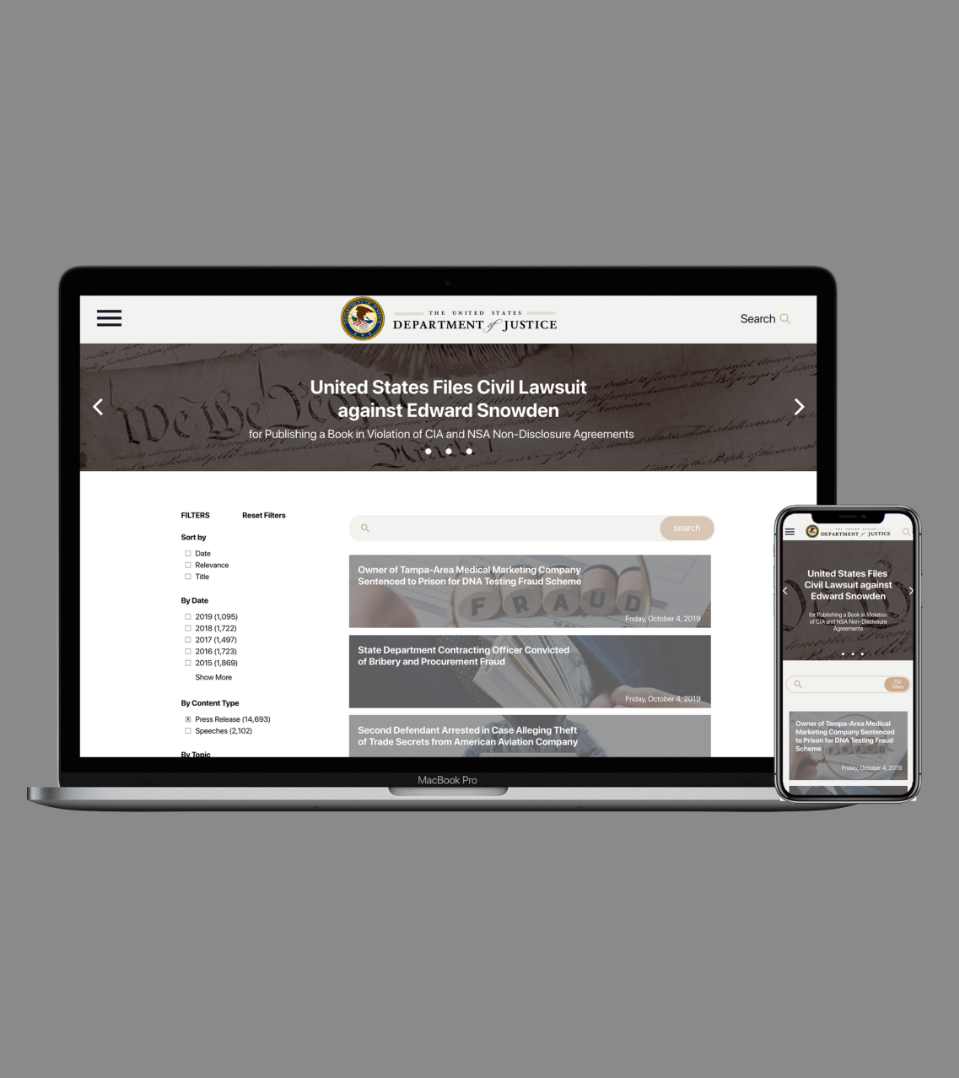 THE UNITED STATES
DEPARTMENT of JUSTICE
Search
We the People
United States Files Civil Lawsuit
against Edward Snowden
for Publishing a Book in Violation of CIA and NSA Non-Disclosure Agreements
Article I
FILTERS
Reset Filters
Sort by
Date
Relevance
Title
By Date
2019 (1,095)
2018 (1,722)
2017 (1,497)
2016 (1,723)
2015 (1,869)
Show More
By Content Type
Press Release (14,693)
Speeches (2,102)
By Topic
search
Owner of Tampa-Area Medical Marketing Company
Sentenced to Prison for DNA Testing Fraud Scheme
FRAUD
Friday, October 4, 2019
State Department Contracting Officer Convicted
of Bribery and Procurement Fraud
Friday, October 4, 2019
Second Defendant Arrested in Case Alleging Theft
of Trade Secrets from American Aviation Company
MacBook Pro
DEPARTMENT of JUSTICE
United States Files
Civil Lawsuit against
Edward Snowden
for Publishing a Book in Violation
of CIA and NSA Non-Disclosure
Agreements
Owner of Tampa-Area Medical
Marketing Company Sentenced
to Prison for DNA Testing Fraud
Scheme
FRAUD
Friday, October 4, 2019